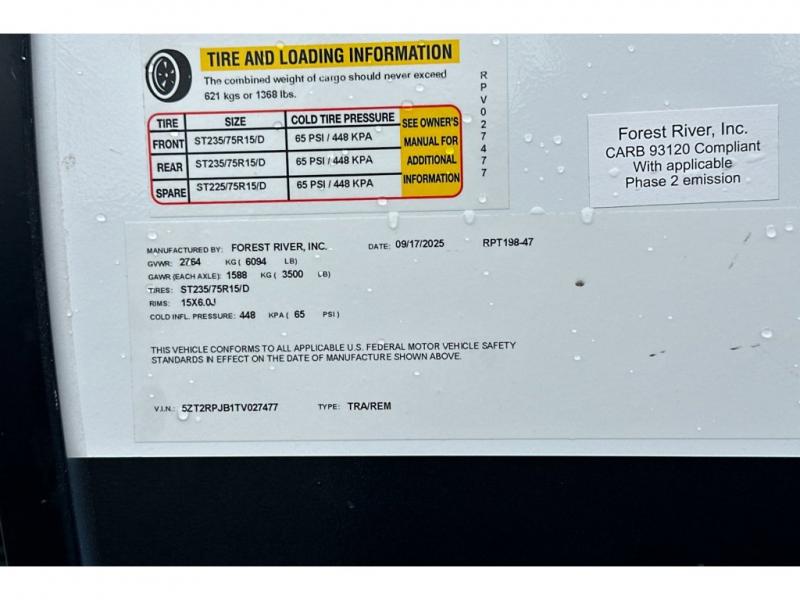 TIRE AND LOADING INFORMATION
The combined weight of cargo should never exceed
621 kgs or 1368 lbs.
TIRE SIZE COLD TIRE PRESSURE SEE OWNER'S MANUAL FOR ADDITIONAL INFORMATION
FRONT ST235/75R15/D 65 PSI / 448 KPA
REAR ST235/75R15/D 65 PSI / 448 KPA
SPARE ST225/75R15/D 65 PSI / 448 KPA
RPV027477
Forest River, Inc.
CARB 93120 Compliant
With applicable
Phase 2 emission
MANUFACTURED BY: FOREST RIVER, INC. DATE: 09/17/2025 RPT198-47
GVWR: 2764 KG ( 6094 LB)
GAWR (EACH AXLE): 1588 KG ( 3500 LB)
TIRES: ST235/75R15/D
RIMS: 15X6.0J
COLD INFL. PRESSURE: 448 KPA ( 65 PSI )
THIS VEHICLE CONFORMS TO ALL APPLICABLE U.S. FEDERAL MOTOR VEHICLE SAFETY
STANDARDS IN EFFECT ON THE DATE OF MANUFACTURE SHOWN ABOVE.
V.I.N.: 5ZT2RPJB1TV027477 TYPE: TRA/REM